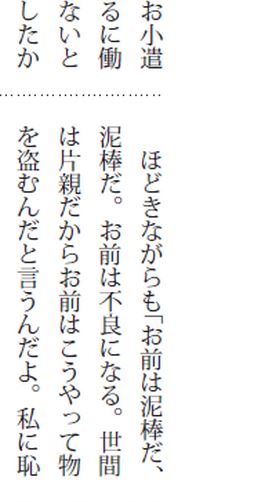 お小遣
るに働
ないと
したか
ほどきながらも「お前は泥棒だ、
泥棒だ。お前は不良になる。世間
は片親だからお前はこうやって物
を盗むんだと言うんだよ。私に恥